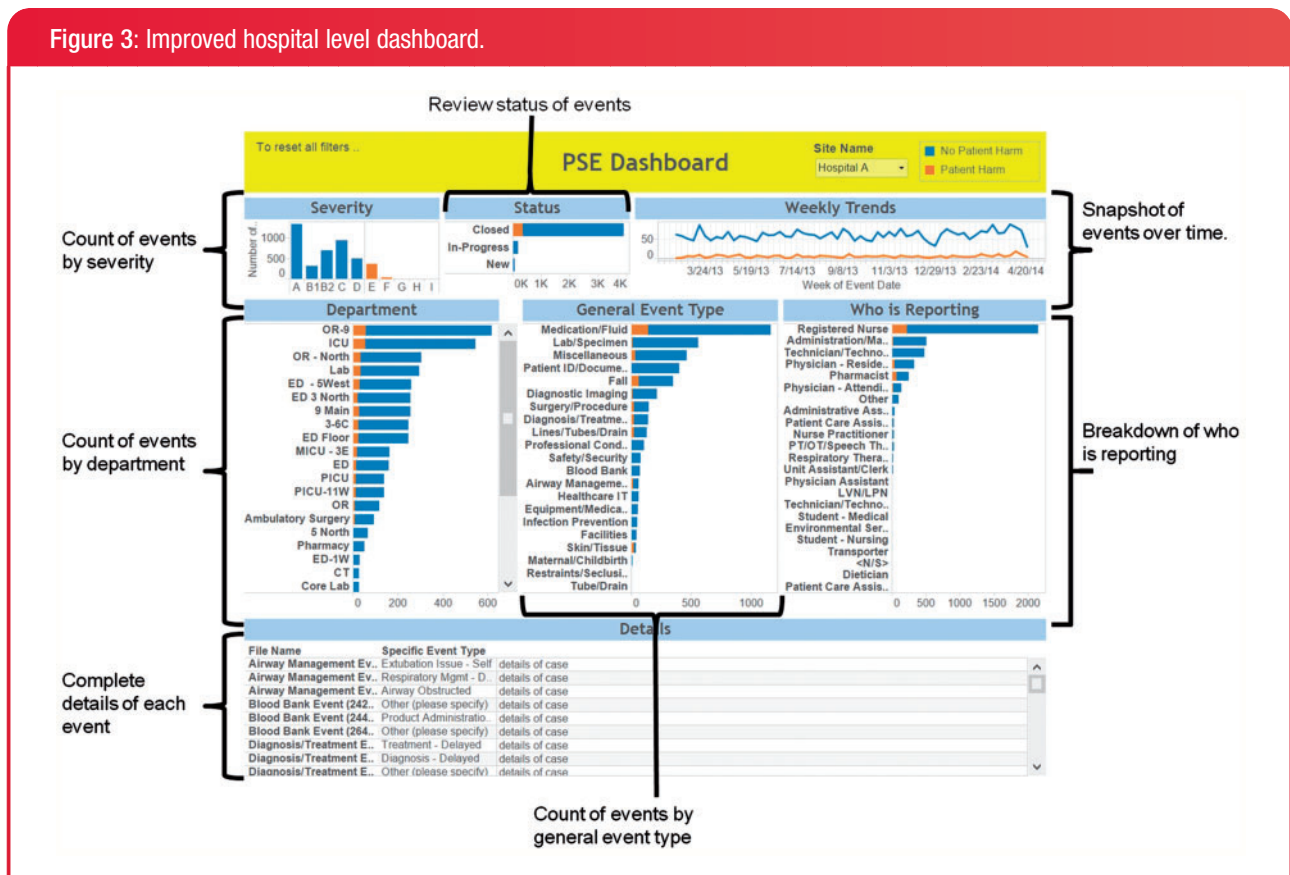 Figure 3: Improved hospital level dashboard.
Review status of events
To reset all filters ..
PSE Dashboard
Site Name
Hospital A
No Patient Harm
Patient Harm
Count of events
by severity
Severity
Number of..
1000
500
0
A B1 B2 C D E F G H I
Status
Closed
In-Progress
New
0K 1K 2K 3K 4K
Weekly Trends
50
0
3/24/13 5/19/13 7/14/13 9/8/13 11/3/13 12/29/13 2/23/14 4/20/14
Week of Event Date
Snapshot of
events over time.
Count of events
by department
Department
OR-9
ICU
OR - North
Lab
ED - 5West
ED 3 North
9 Main
3-6C
ED Floor
MICU - 3E
ED
PICU
PICU-11W
OR
Ambulatory Surgery
5 North
Pharmacy
ED-1W
CT
Core Lab
0 200 400 600
General Event Type
Medication/Fluid
Lab/Specimen
Miscellaneous
Patient ID/Docume..
Fall
Diagnostic Imaging
Surgery/Procedure
Diagnosis/Treatme..
Lines/Tubes/Drain
Professional Cond..
Safety/Security
Blood Bank
Airway Manageme..
Healthcare IT
Equipment/Medica..
Infection Prevention
Facilities
Skin/Tissue
Maternal/Childbirth
Restraints/Seclusi..
Tube/Drain
0 500 1000
Who is Reporting
Registered Nurse
Administration/Ma..
Technician/Techno..
Physician - Reside..
Pharmacist
Physician - Attendi..
Other
Administrative Ass..
Patient Care Assis..
Nurse Practitioner
PT/OT/Speech Th..
Respiratory Thera..
Unit Assistant/Clerk
Physician Assistant
LVN/LPN
Technician/Techno..
Student - Medical
Environmental Ser..
Student - Nursing
Transporter
<N/S>
Dietician
Patient Care Assis..
0 500 1000 1500 2000
Breakdown of who
is reporting
Complete
details of each
event
Details
File Name Specific Event Type
Airway Management Ev.. Extubation Issue - Self details of case
Airway Management Ev.. Respiratory Mgmt - D.. details of case
Airway Management Ev.. Airway Obstructed details of case
Blood Bank Event (242.. Other (please specify) details of case
Blood Bank Event (244.. Product Administratio.. details of case
Blood Bank Event (264.. Other (please specify) details of case
Diagnosis/Treatment E.. Treatment - Delayed details of case
Diagnosis/Treatment E.. Diagnosis - Delayed details of case
Diagnosis/Treatment E.. Other (please specify) details of case
Count of events by
general event type